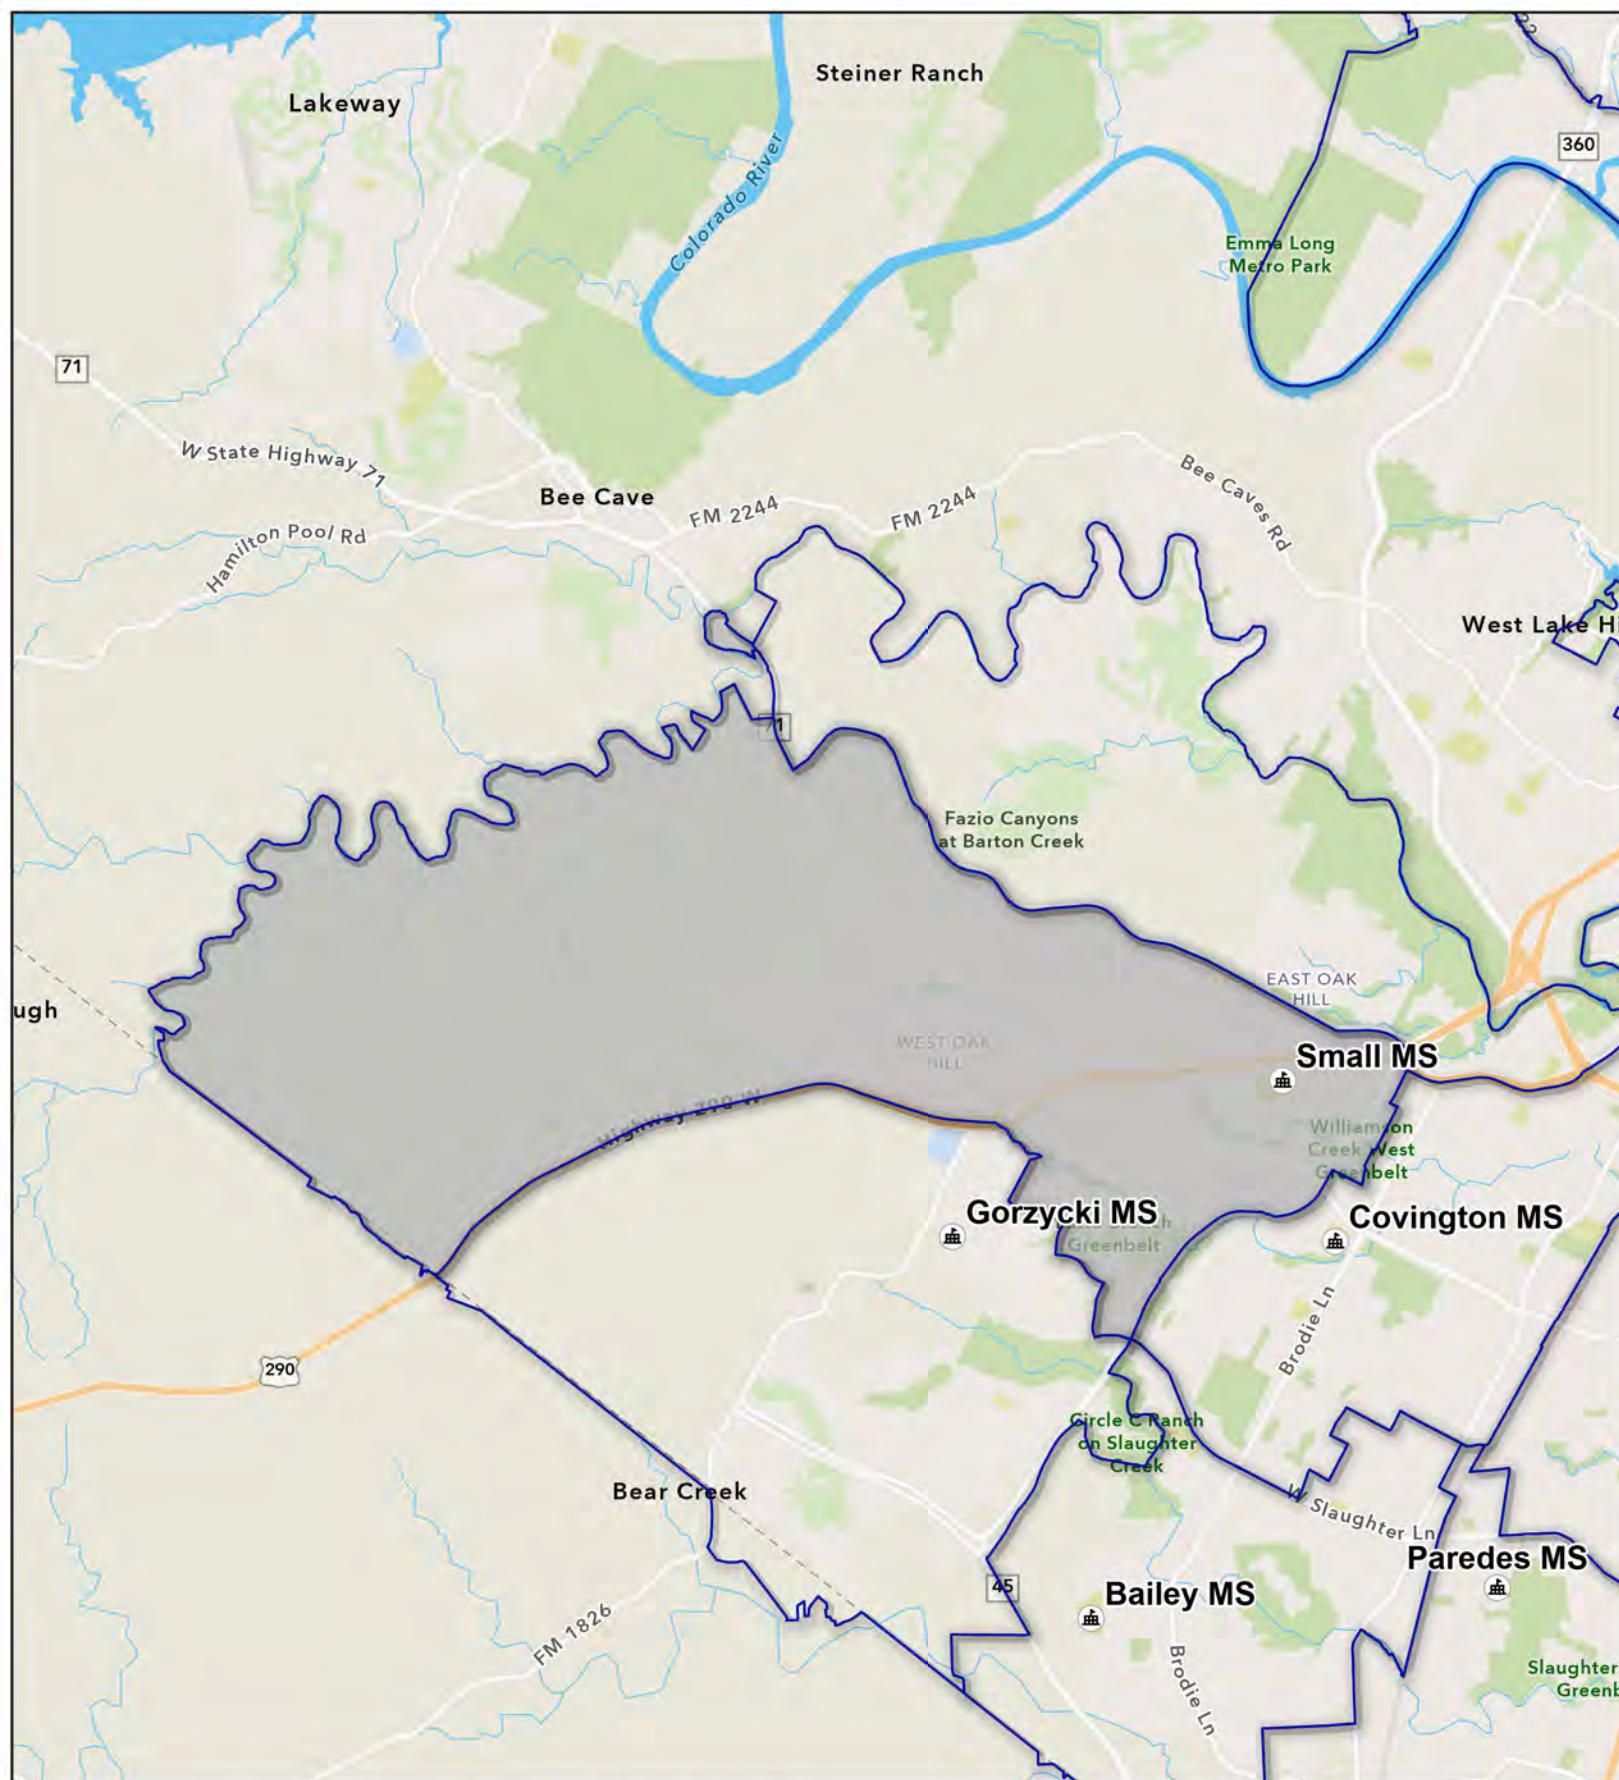 Steiner Ranch
Lakeway
360
Colorado River
Emma Long
Metro Park
71
W State Highway 71
Bee Cave
FM 2244
FM 2244
Bee Caves Rd
Hamilton Pool Rd
West Lake Hi
71
Fazio Canyons
at Barton Creek
EAST OAK
HILL
ugh
WEST OAK
HILL
Small MS
Highway 290 W
Williamson
Creek West
Greenbelt
Gorzycki MS
Covington MS
Greenbelt
Brodie Ln
290
Circle C Ranch
on Slaughter
Creek
Bear Creek
W Slaughter Ln
Paredes MS
45
Bailey MS
FM 1826
Brodie Ln
Slaughter
Greenb